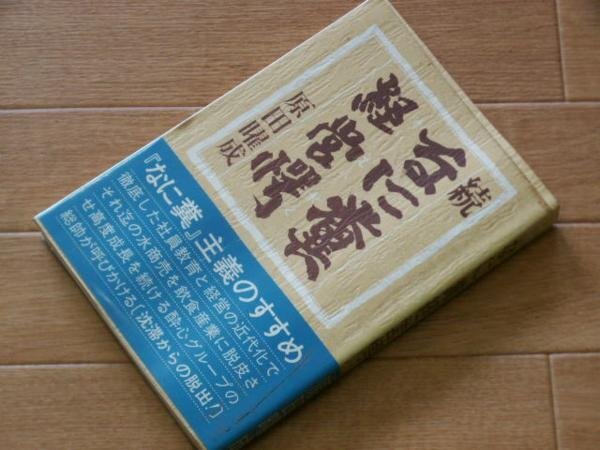 続
なに糞
経営愕
原田曜成
『なに糞』主義のすすめ
徹底した社員教育と経営の近代化で
それ迄の水商売を飲食産業に脱皮さ
せ高度成長を続ける酔心グループの
総帥が呼びかける〔沈滞からの脱出!〕